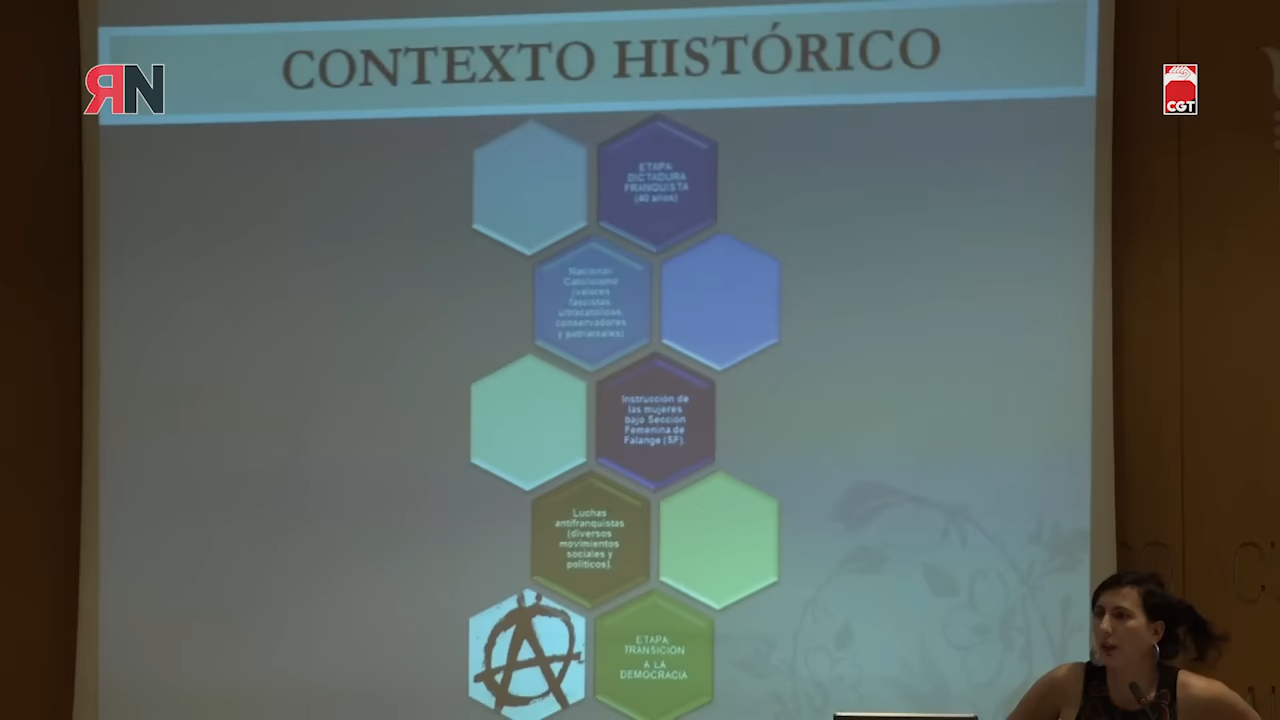 CONTEXTO HISTÓRICO
RN
CGT
ETAPA:
DICTADURA
FRANQUISTA
(40 años)
Nacional-
Catolicismo
(valores
fascistas
ultracatólicos
conservadores
y patriarcales)
Instrucción de
las mujeres
bajo Sección
Femenina de
Falange (SF).
Luchas
antifranquistas
(diversos
movimientos
sociales y
políticos).
ETAPA:
TRANSICIÓN
A LA
DEMOCRACIA